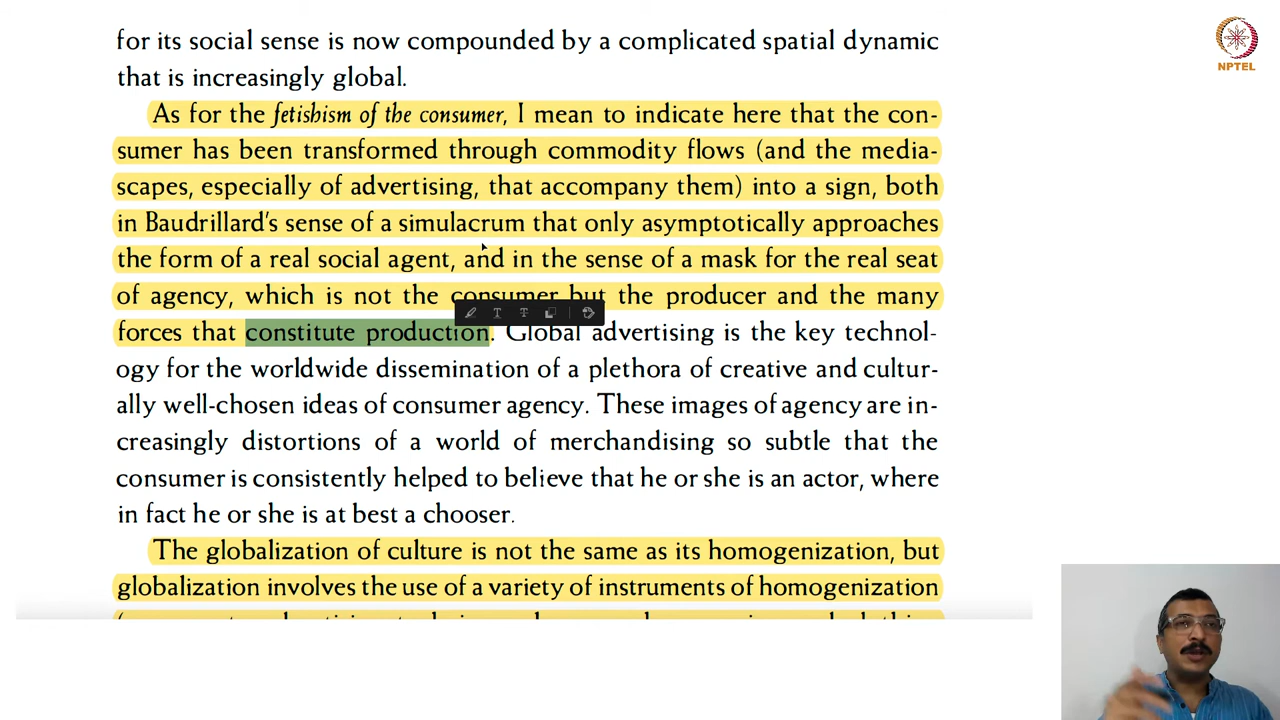 for its social sense is now compounded by a complicated spatial dynamic
that is increasingly global.
As for the fetishism of the consumer, I mean to indicate here that the con-
sumer has been transformed through commodity flows (and the media-
scapes, especially of advertising, that accompany them) into a sign, both
in Baudrillard's sense of a simulacrum that only asymptotically approaches
the form of a real social agent, and in the sense of a mask for the real seat
of agency, which is not the consumer but the producer and the many
forces that constitute production. Global advertising is the key technol-
ogy for the worldwide dissemination of a plethora of creative and cultur-
ally well-chosen ideas of consumer agency. These images of agency are in-
creasingly distortions of a world of merchandising so subtle that the
consumer is consistently helped to believe that he or she is an actor, where
in fact he or she is at best a chooser.
The globalization of culture is not the same as its homogenization, but
globalization involves the use of a variety of instruments of homogenization
NPTEL